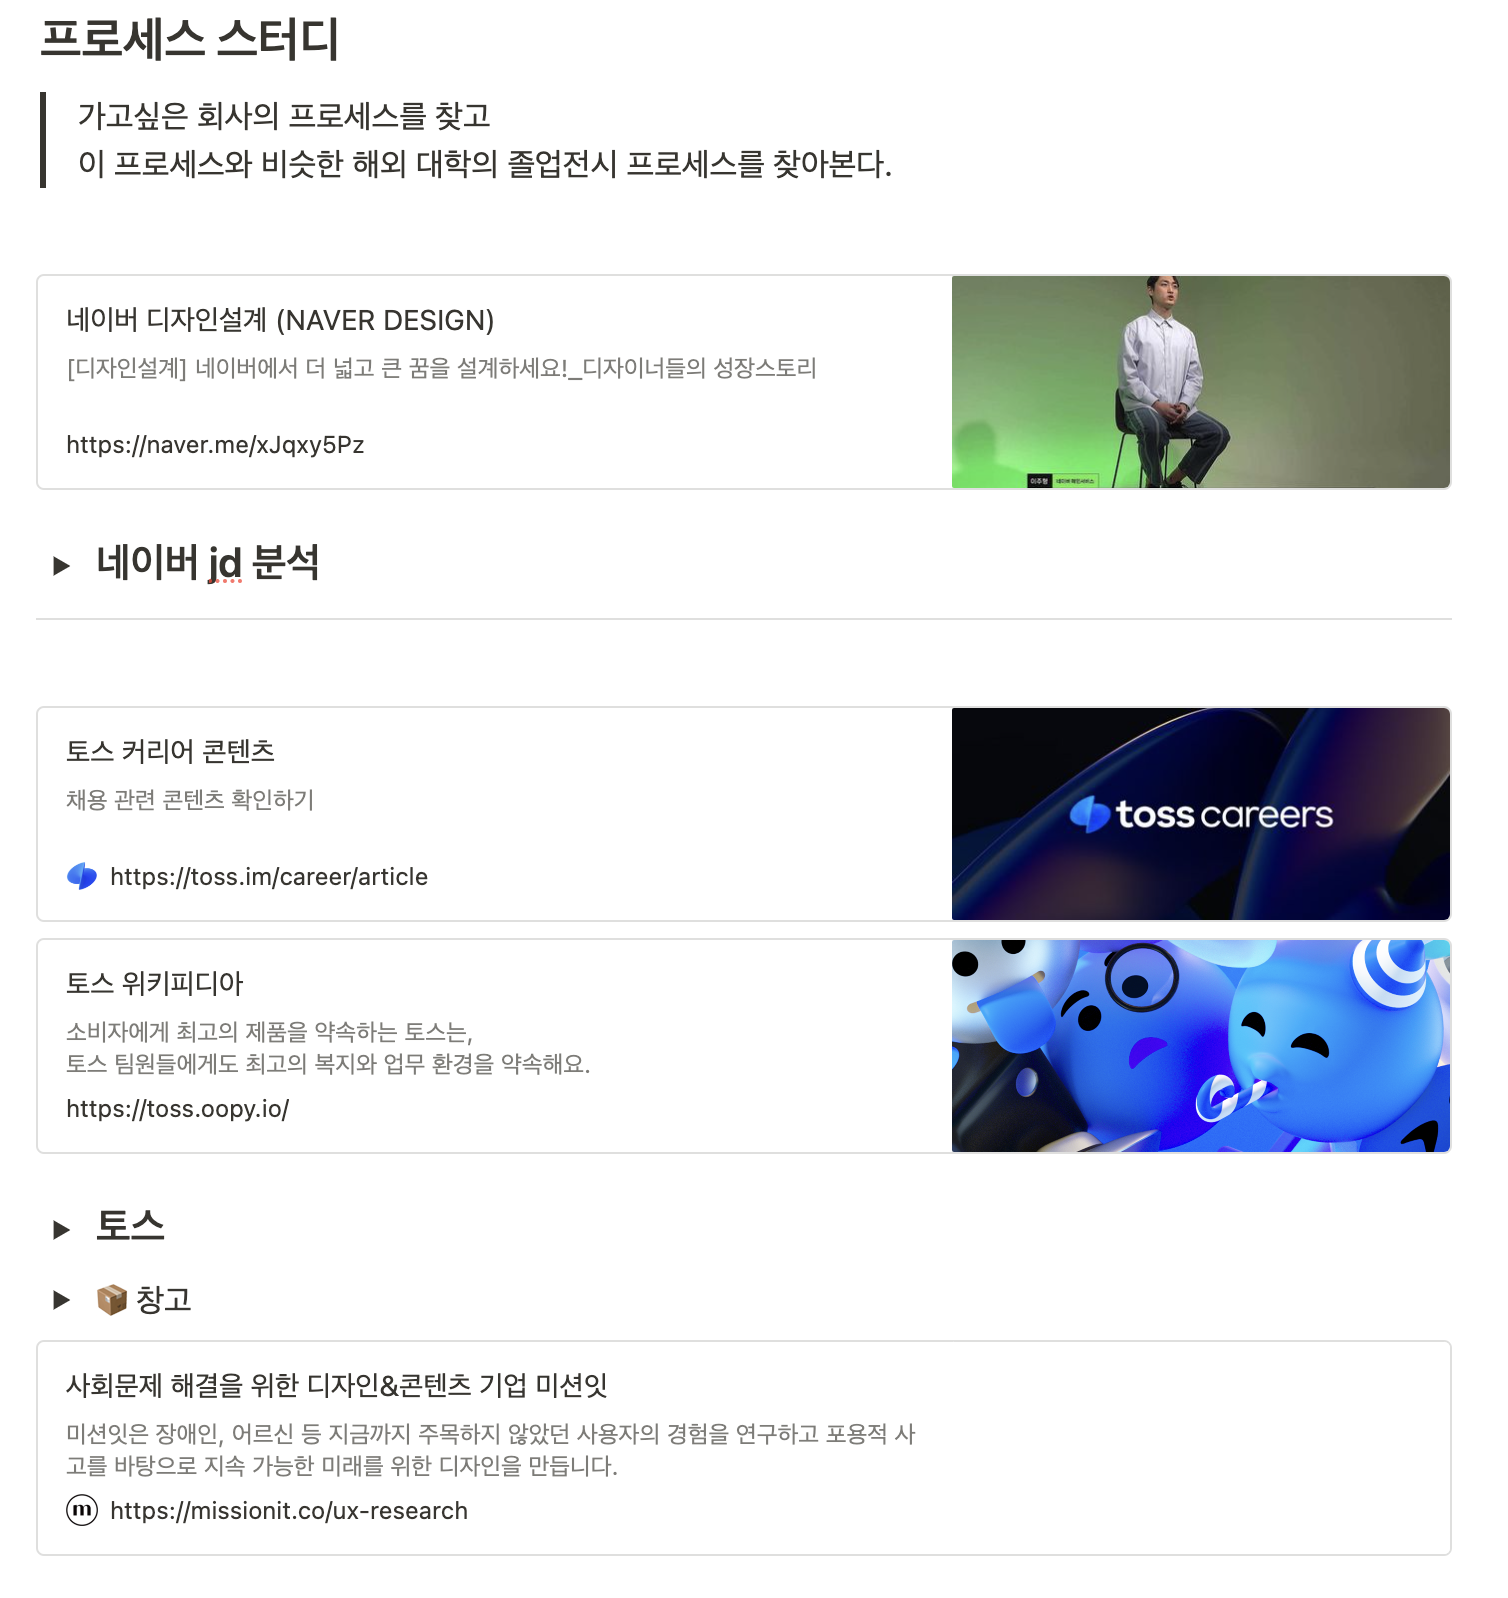 프로세스 스터디
가고싶은 회사의 프로세스를 찾고
이 프로세스와 비슷한 해외 대학의 졸업전시 프로세스를 찾아본다.
네이버 디자인설계 (NAVER DESIGN)
[디자인설계] 네이버에서 더 넓고 큰 꿈을 설계하세요!_디자이너들의 성장스토리
https://naver.me/xJqxy5Pz
이주형
네이버 메인서비스
네이버 jd 분석
토스 커리어 콘텐츠
채용 관련 콘텐츠 확인하기
https://toss.im/career/article
toss careers
토스 위키피디아
소비자에게 최고의 제품을 약속하는 토스는,
토스 팀원들에게도 최고의 복지와 업무 환경을 약속해요.
https://toss.oopy.io/
토스
📦 창고
사회문제 해결을 위한 디자인&콘텐츠 기업 미션잇
미션잇은 장애인, 어르신 등 지금까지 주목하지 않았던 사용자의 경험을 연구하고 포용적 사
고를 바탕으로 지속 가능한 미래를 위한 디자인을 만듭니다.
m https://missionit.co/ux-research